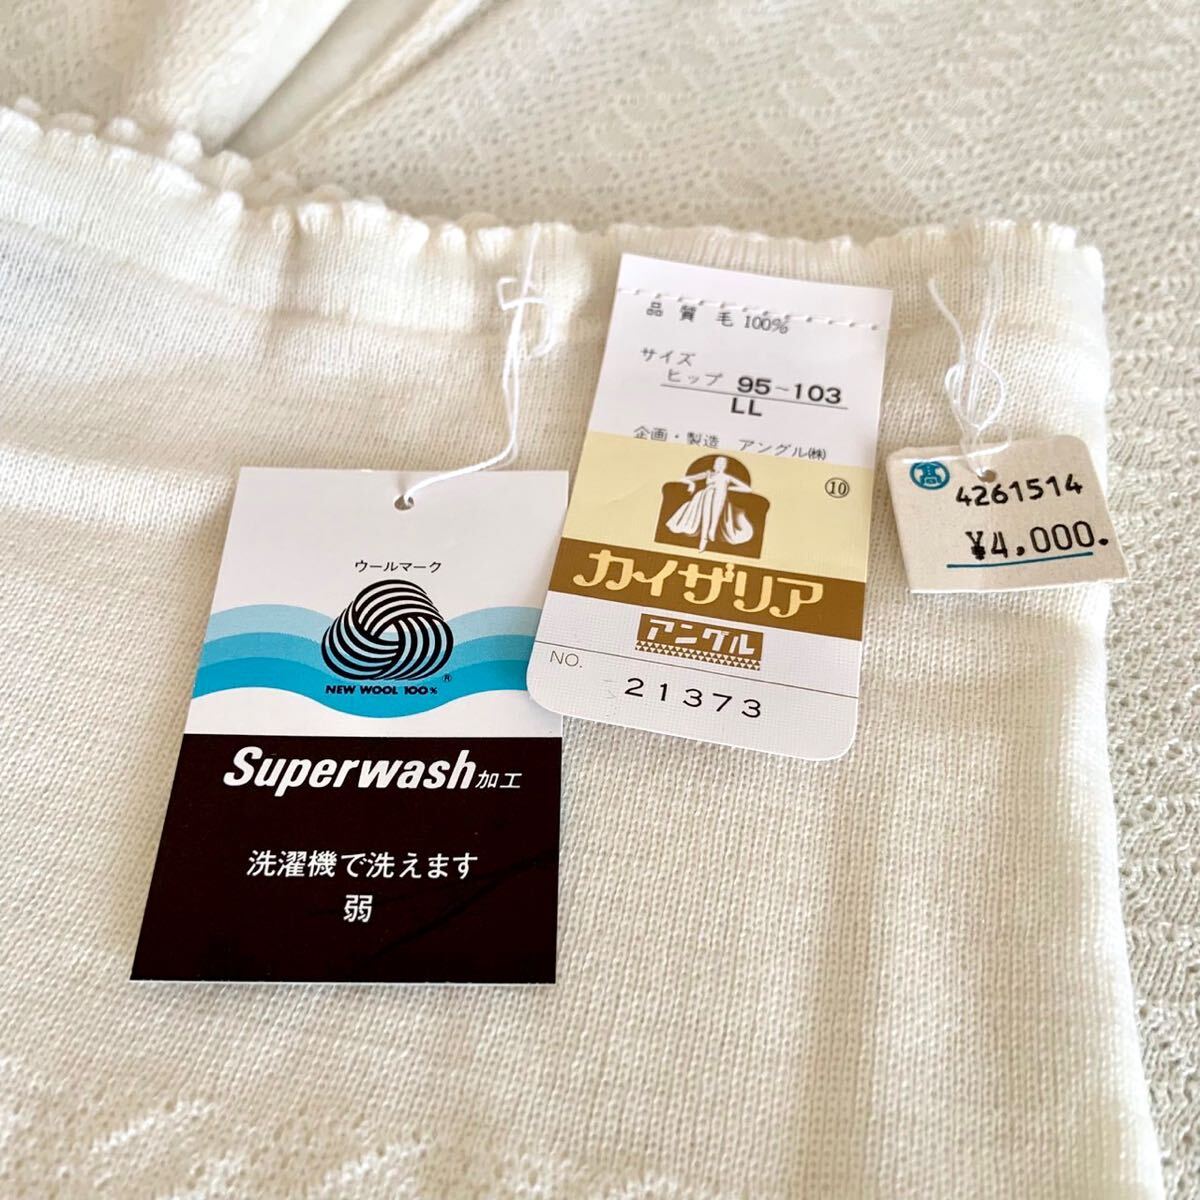 ウールマーク
NEW WOOL 100%
®
Superwash加工
洗濯機で洗えます
弱
品質 毛 100%
サイズ
ヒップ 95~103
LL
企画・製造 アングル㈱
⑩
カイザリア
アングル
NO.
21373
髙
4261514
¥4,000.